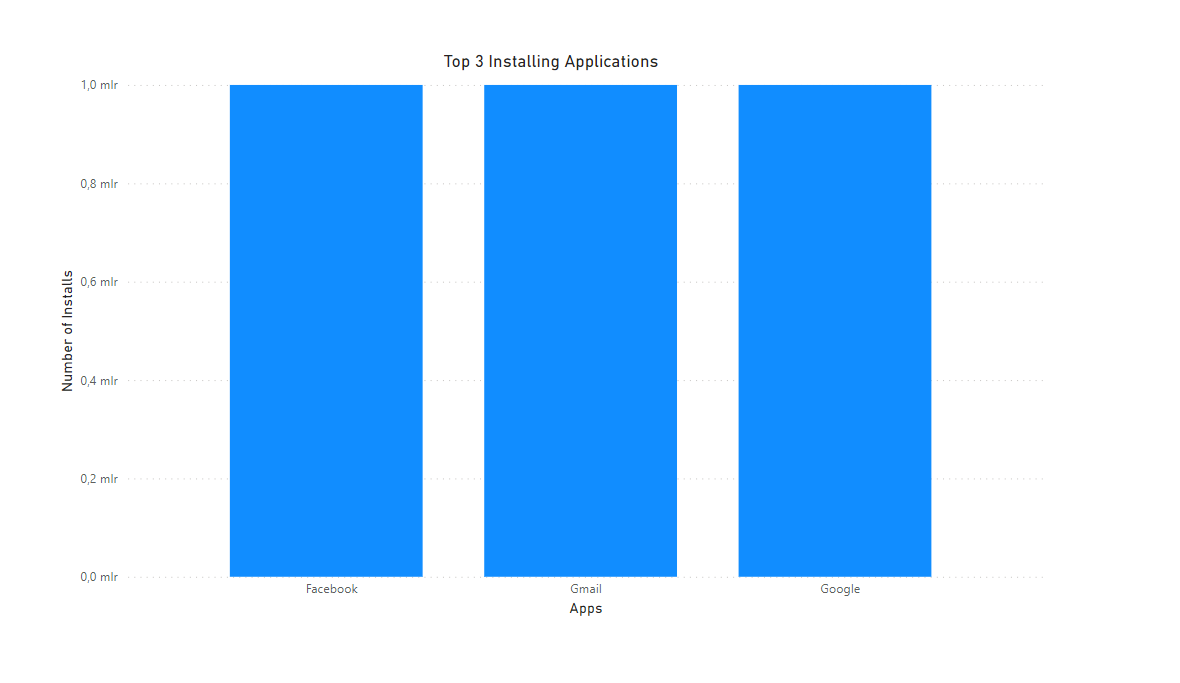 Top 3 Installing Applications
1,0 mlr
0,8 mlr
0,6 mlr
0,4 mlr
0,2 mlr
0,0 mlr
Number of Installs
Facebook Gmail Google
Apps